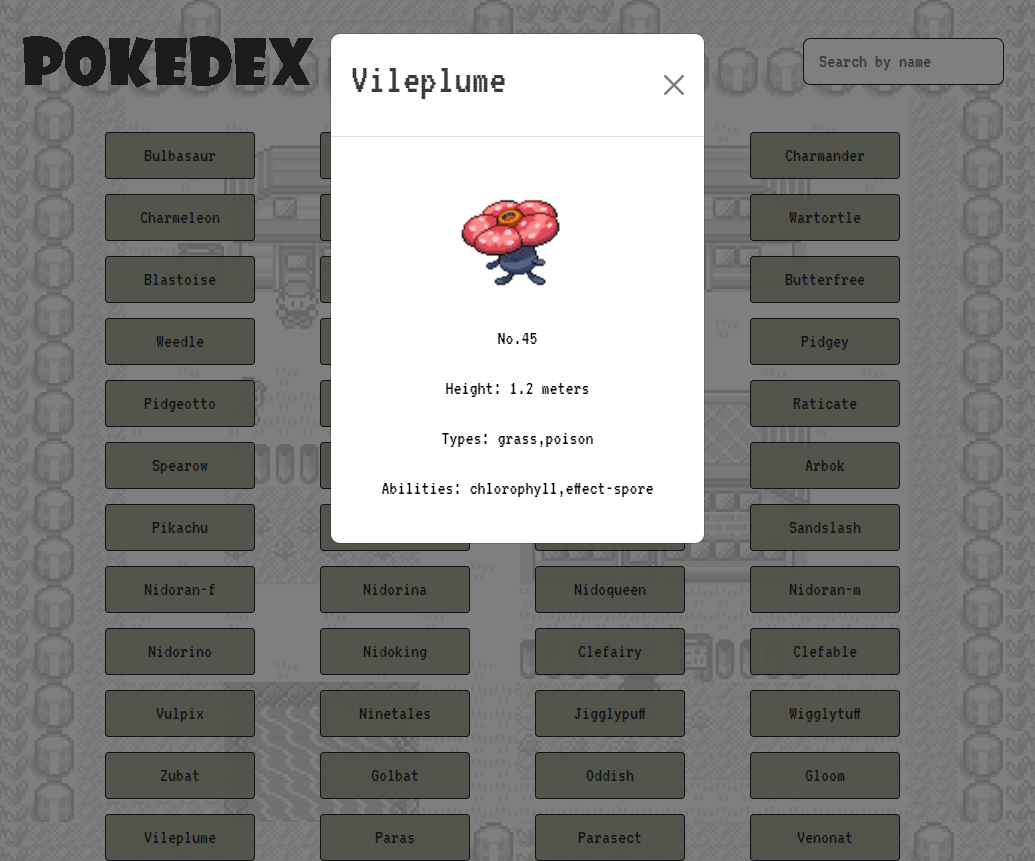 POKEDEX
Search by name
Vileplume
No.45
Height: 1.2 meters
Types: grass,poison
Abilities: chlorophyll,effect-spore
Bulbasaur
Charmander
Charmeleon
Wartortle
Blastoise
Butterfree
Weedle
Pidgey
Pidgeotto
Raticate
Spearow
Arbok
Pikachu
Sandslash
Nidoran-f Nidorina Nidoqueen Nidoran-m
Nidorino Nidoking Clefairy Clefable
Vulpix Ninetales Jigglypuff Wigglytuff
Zubat Golbat Oddish Gloom
Vileplume Paras Parasect Venonat